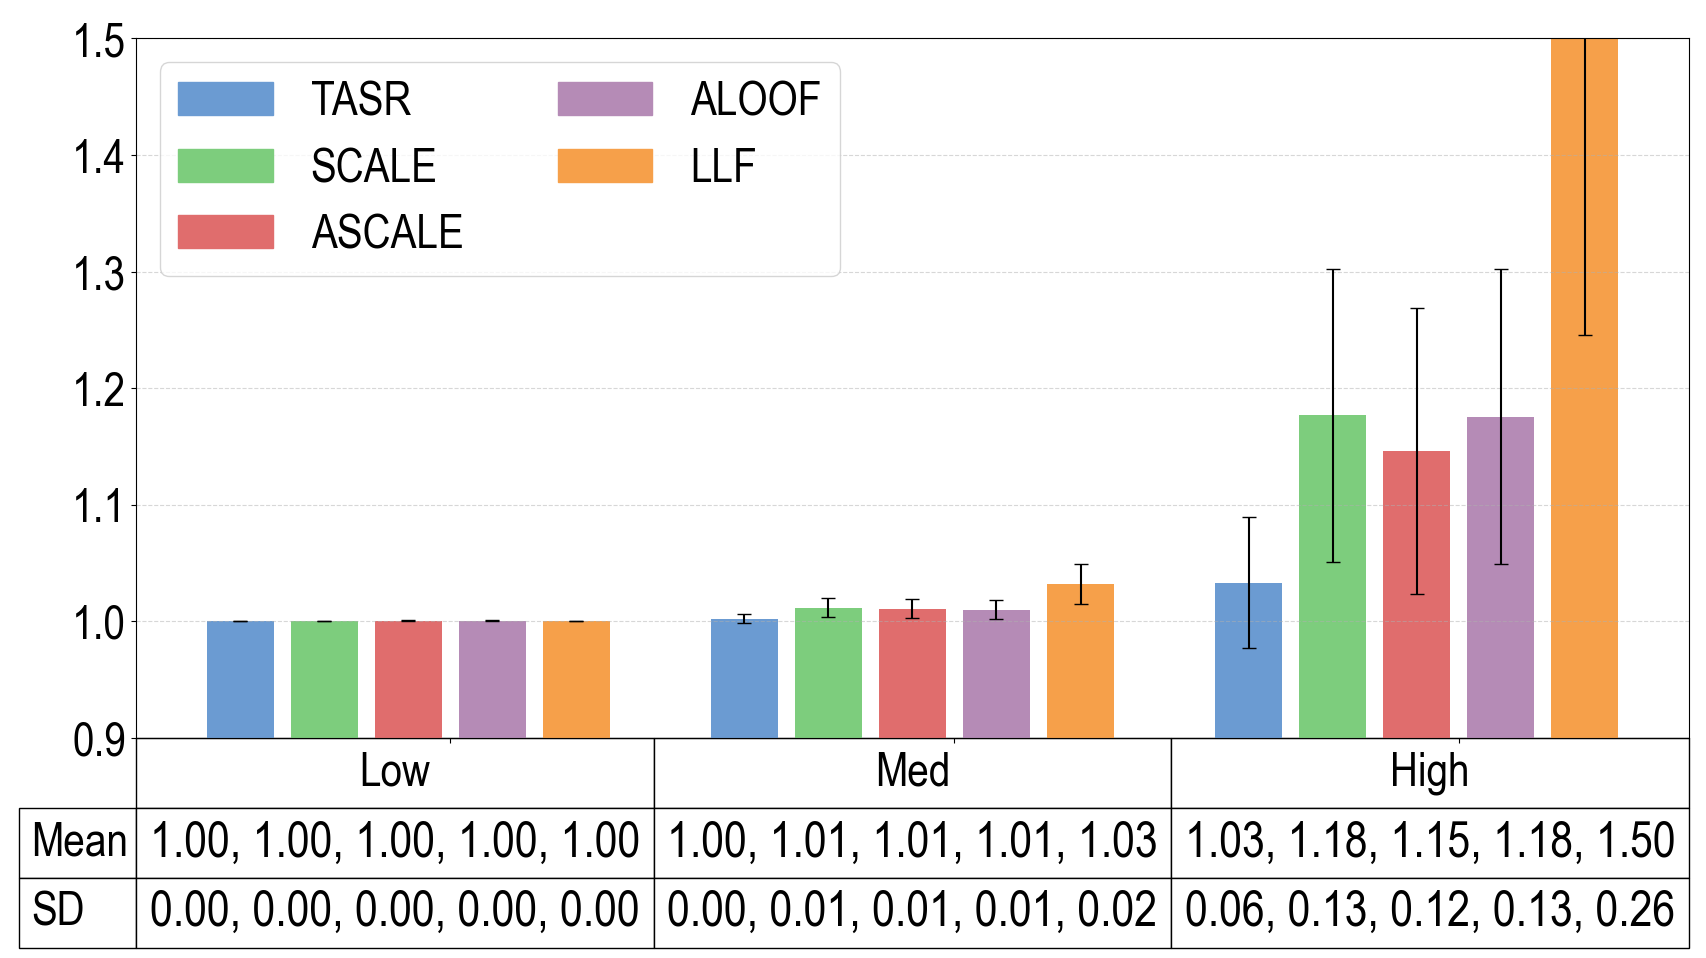 1.5
1.4
1.3
1.2
1.1
1.0
0.9
TASR
SCALE
ASCALE
ALOOF
LLF
Low Med High
Mean 1.00, 1.00, 1.00, 1.00, 1.00 1.00, 1.01, 1.01, 1.01, 1.03 1.03, 1.18, 1.15, 1.18, 1.50
SD 0.00, 0.00, 0.00, 0.00, 0.00 0.00, 0.01, 0.01, 0.01, 0.02 0.06, 0.13, 0.12, 0.13, 0.26